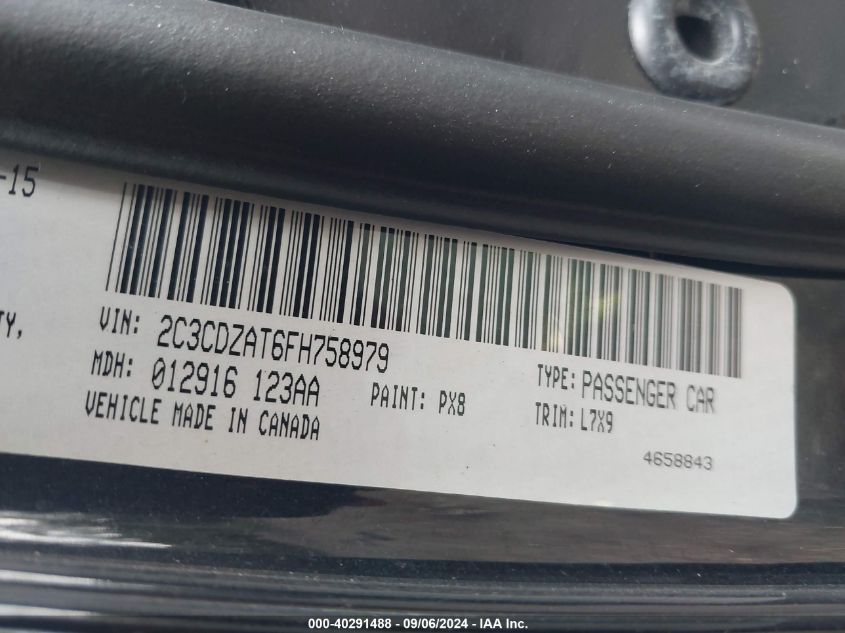 -15
TY,
VIN: 2C3CDZAT6FH758979
MDH: 012916 123AA
PAINT: PX8
TYPE: PASSENGER CAR
TRIM: L7X9
VEHICLE MADE IN CANADA
4658843
000-40291488 - 09/06/2024 - IAA Inc.